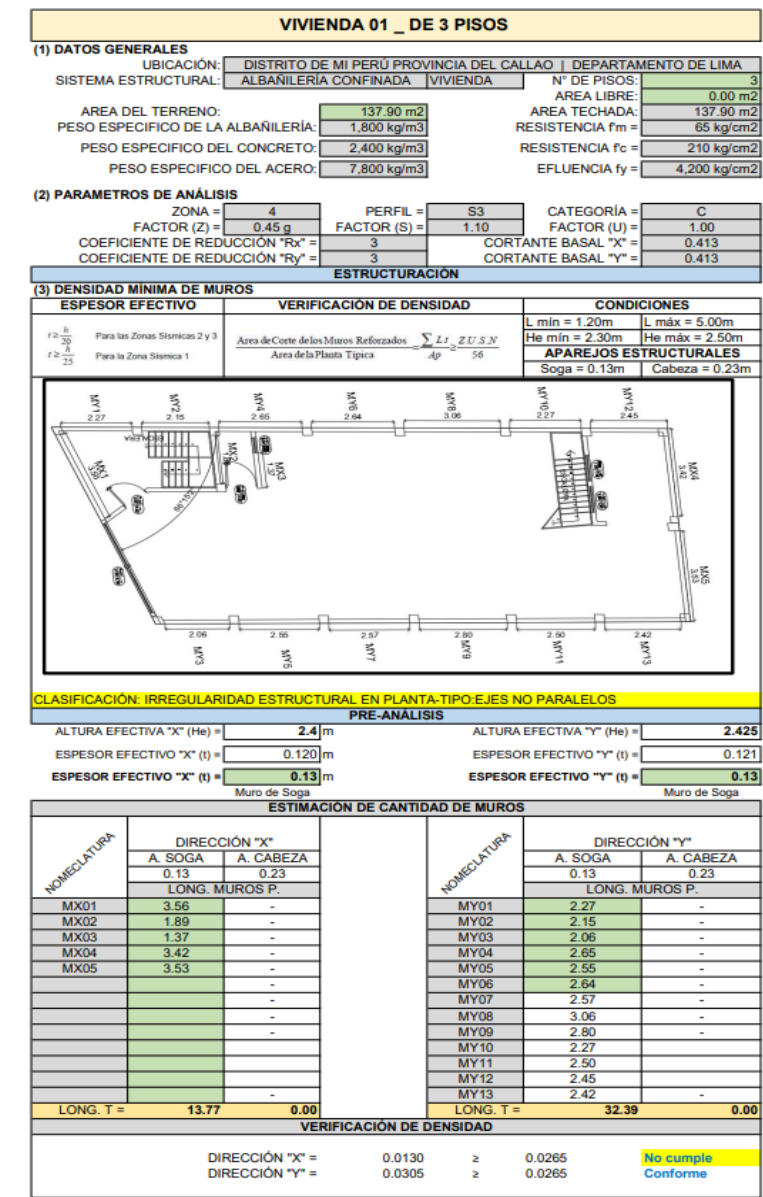 VIVIENDA 01 _ DE 3 PISOS
(1) DATOS GENERALES
UBICACIÓN: DISTRITO DE MI PERÚ PROVINCIA DEL CALLAO | DEPARTAMENTO DE LIMA
SISTEMA ESTRUCTURAL: ALBAÑILERÍA CONFINADA VIVIENDA N° DE PISOS: 3
AREA LIBRE: 0.00 m2
AREA DEL TERRENO: 137.90 m2 AREA TECHADA: 137.90 m2
PESO ESPECIFICO DE LA ALBAÑILERÍA: 1,800 kg/m3 RESISTENCIA f'm = 65 kg/cm2
PESO ESPECIFICO DEL CONCRETO: 2,400 kg/m3 RESISTENCIA f'c = 210 kg/cm2
PESO ESPECIFICO DEL ACERO: 7,800 kg/m3 EFLUENCIA fy = 4,200 kg/cm2
(2) PARAMETROS DE ANÁLISIS
ZONA = 4 PERFIL = S3 CATEGORÍA = C
FACTOR (Z) = 0.45 g FACTOR (S) = 1.10 FACTOR (U) = 1.00
COEFICIENTE DE REDUCCIÓN "Rx" = 3 CORTANTE BASAL "X" = 0.413
COEFICIENTE DE REDUCCIÓN "Ry" = 3 CORTANTE BASAL "Y" = 0.413
ESTRUCTURACIÓN
(3) DENSIDAD MÍNIMA DE MUROS
ESPESOR EFECTIVO VERIFICACIÓN DE DENSIDAD CONDICIONES
L mín = 1.20m L máx = 5.00m
t ≥ h/20 Para las Zonas Sísmicas 2 y 3 Area de Corte de los Muros Reforzados / Area de la Planta Típica = ∑ L t / Ap ≥ Z U S N / 56 He mín = 2.30m He máx = 2.50m
t ≥ h/25 Para la Zona Sísmica 1 APAREJOS ESTRUCTURALES
Soga = 0.13m Cabeza = 0.23m
MY1 MY2 MY4 MY6 MY8 MY10 MY12
2.27 2.15 2.65 2.64 3.06 2.27 2.45
ESCALERA
MX1 3.56
MX2
MX3 1.37
MX4 3.42
MX5 3.53
2.06 2.55 2.57 2.80 2.50 2.42
MY3 MY5 MY7 MY9 MY11 MY13
CLASIFICACIÓN: IRREGULARIDAD ESTRUCTURAL EN PLANTA-TIPO:EJES NO PARALELOS
PRE-ANÁLISIS
ALTURA EFECTIVA "X" (He) = 2.4 m ALTURA EFECTIVA "Y" (He) = 2.425
ESPESOR EFECTIVO "X" (t) = 0.120 m ESPESOR EFECTIVO "Y" (t) = 0.121
ESPESOR EFECTIVO "X" (t) = 0.13 m ESPESOR EFECTIVO "Y" (t) = 0.13
Muro de Soga Muro de Soga
ESTIMACIÓN DE CANTIDAD DE MUROS
NOMECLATURA DIRECCIÓN "X" NOMECLATURA DIRECCIÓN "Y"
A. SOGA A. CABEZA A. SOGA A. CABEZA
0.13 0.23 0.13 0.23
LONG. MUROS P. LONG. MUROS P.
MX01 3.56 - MY01 2.27 -
MX02 1.89 - MY02 2.15 -
MX03 1.37 - MY03 2.06 -
MX04 3.42 - MY04 2.65 -
MX05 3.53 - MY05 2.55 -
- MY06 2.64 -
- MY07 2.57 -
- MY08 3.06 -
- MY09 2.80 -
MY10 2.27
MY11 2.50
MY12 2.45
- MY13 2.42 -
LONG. T = 13.77 0.00 LONG. T = 32.39 0.00
VERIFICACIÓN DE DENSIDAD
DIRECCIÓN "X" = 0.0130 ≥ 0.0265 No cumple
DIRECCIÓN "Y" = 0.0305 ≥ 0.0265 Conforme